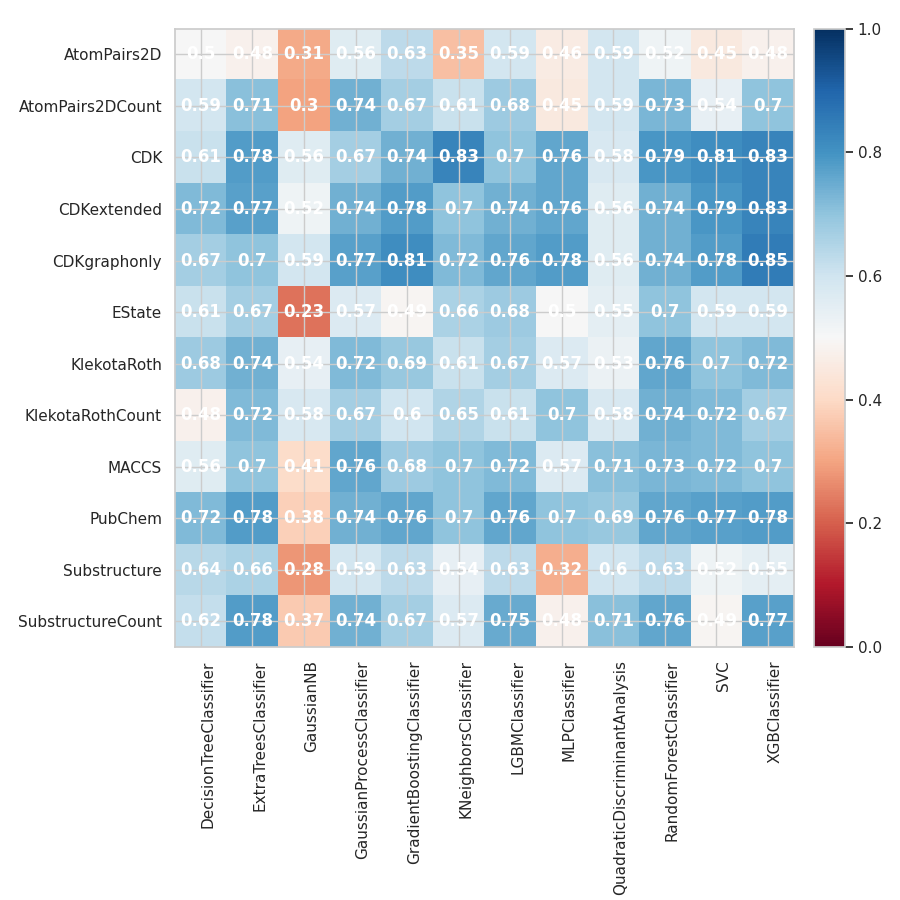 AtomPairs2D 0.5 0.48 0.31 0.56 0.63 0.35 0.59 0.46 0.59 0.52 0.45 0.48
AtomPairs2DCount 0.59 0.71 0.3 0.74 0.67 0.61 0.68 0.45 0.59 0.73 0.54 0.7
CDK 0.61 0.78 0.56 0.67 0.74 0.83 0.7 0.76 0.58 0.79 0.81 0.83
CDKextended 0.72 0.77 0.52 0.74 0.78 0.7 0.74 0.76 0.56 0.74 0.79 0.83
CDKgraphonly 0.67 0.7 0.59 0.77 0.81 0.72 0.76 0.78 0.56 0.74 0.78 0.85
EState 0.61 0.67 0.23 0.57 0.49 0.66 0.68 0.5 0.55 0.7 0.59 0.59
KlekotaRoth 0.68 0.74 0.54 0.72 0.69 0.61 0.67 0.57 0.53 0.76 0.7 0.72
KlekotaRothCount 0.48 0.72 0.58 0.67 0.6 0.65 0.61 0.7 0.58 0.74 0.72 0.67
MACCS 0.56 0.7 0.41 0.76 0.68 0.7 0.72 0.57 0.71 0.73 0.72 0.7
PubChem 0.72 0.78 0.38 0.74 0.76 0.7 0.76 0.7 0.69 0.76 0.77 0.78
Substructure 0.64 0.66 0.28 0.59 0.63 0.54 0.63 0.32 0.6 0.63 0.52 0.55
SubstructureCount 0.62 0.78 0.37 0.74 0.67 0.57 0.75 0.48 0.71 0.76 0.49 0.77
DecisionTreeClassifier
ExtraTreesClassifier
GaussianNB
GaussianProcessClassifier
GradientBoostingClassifier
KNeighborsClassifier
LGBMClassifier
MLPClassifier
QuadraticDiscriminantAnalysis
RandomForestClassifier
SVC
XGBClassifier
1.0
0.8
0.6
0.4
0.2
0.0